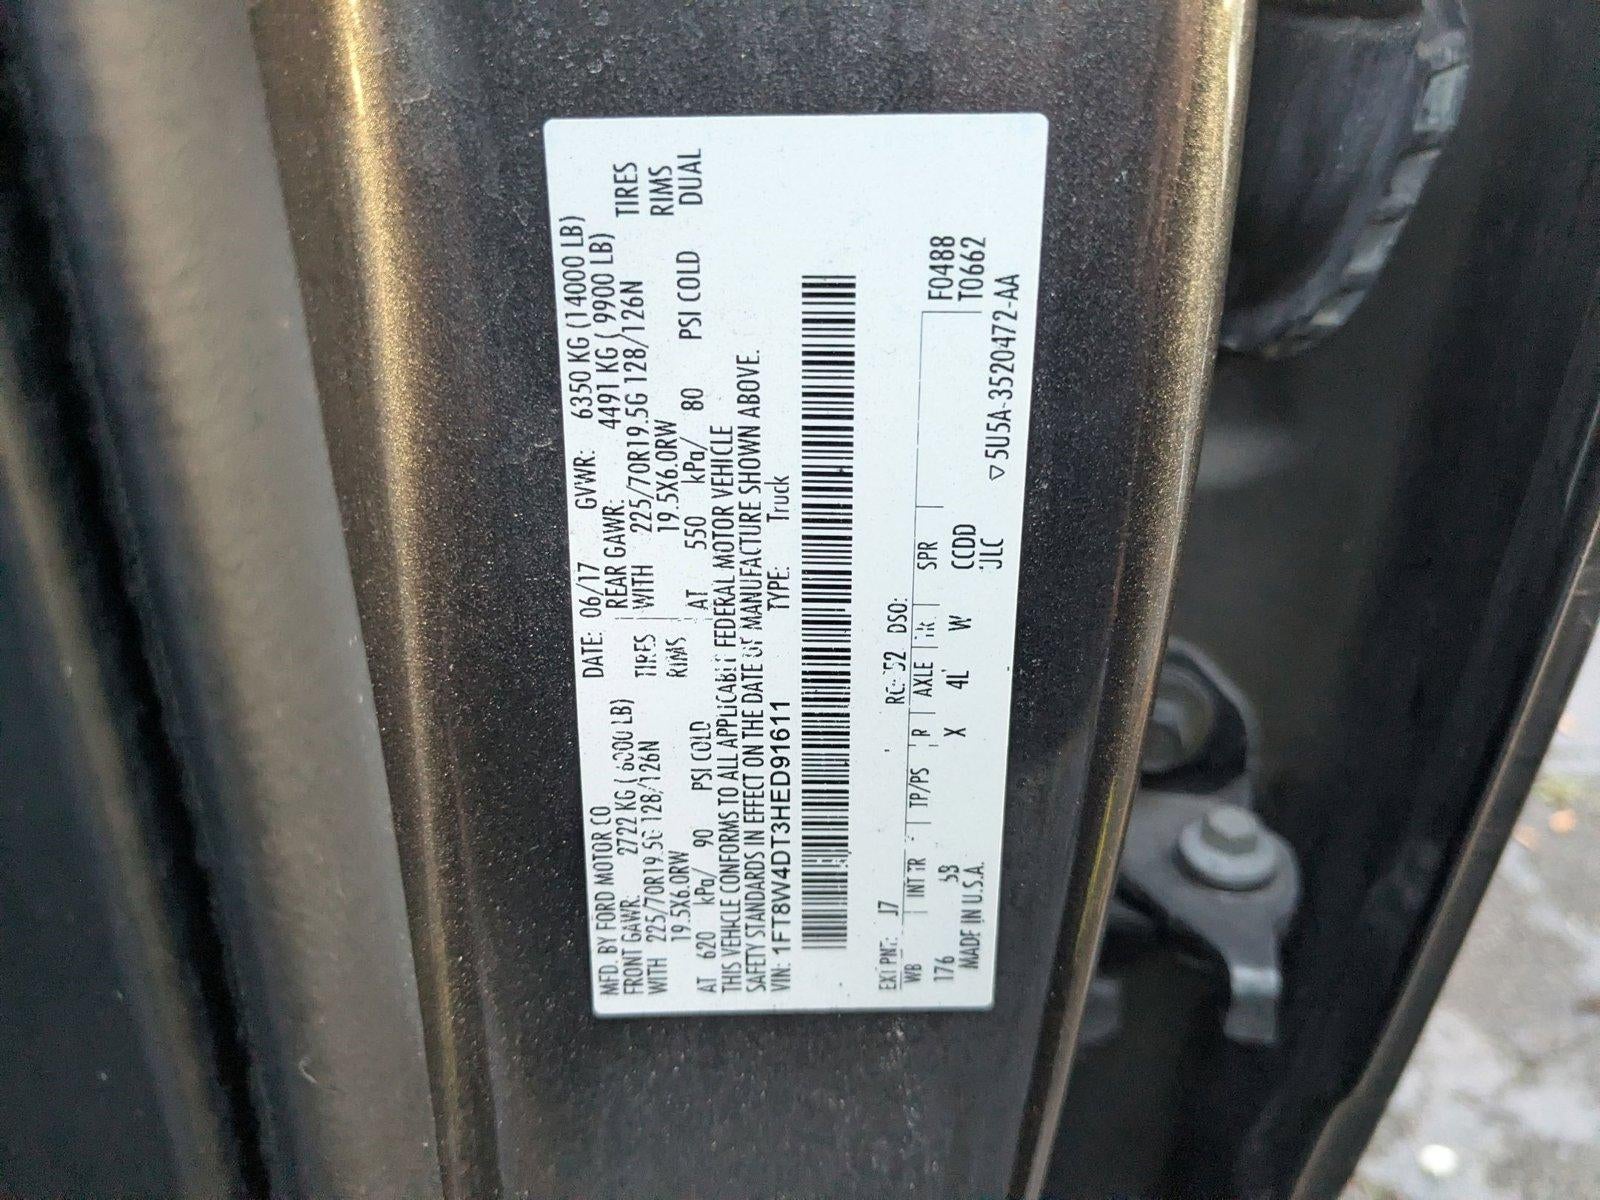 MFD. BY FORD MOTOR CO
DATE: 06/17 GVWR: 6350 KG (14000 LB)
FRONT GAWR: 2722 KG ( 6000 LB) REAR GAWR: 4491 KG ( 9900 LB)
WITH 225/70R19.5G 128/126N TIRES WITH 225/70R19.5G 128/126N TIRES
19.5X6.0RW RIMS 19.5X6.0RW RIMS
AT 620 kPa/ 90 PSI COLD AT 550 kPa/ 80 PSI COLD DUAL
THIS VEHICLE CONFORMS TO ALL APPLICABLE FEDERAL MOTOR VEHICLE
SAFETY STANDARDS IN EFFECT ON THE DATE OF MANUFACTURE SHOWN ABOVE.
VIN: 1FT8W4DT3HED91611 TYPE: Truck
EXT PNT: J7 RC: 52 DSO:
WB INT TR TP/PS R AXLE TR SPR F0488
176 X 4L W CCDD T0662
MADE IN U.S.A. ▽5U5A-3520472-AA